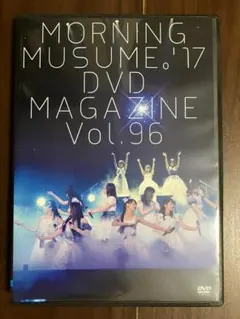 MORNING
MUSUME。'17
DVD
MAGAZINE
Vol.96
DVD